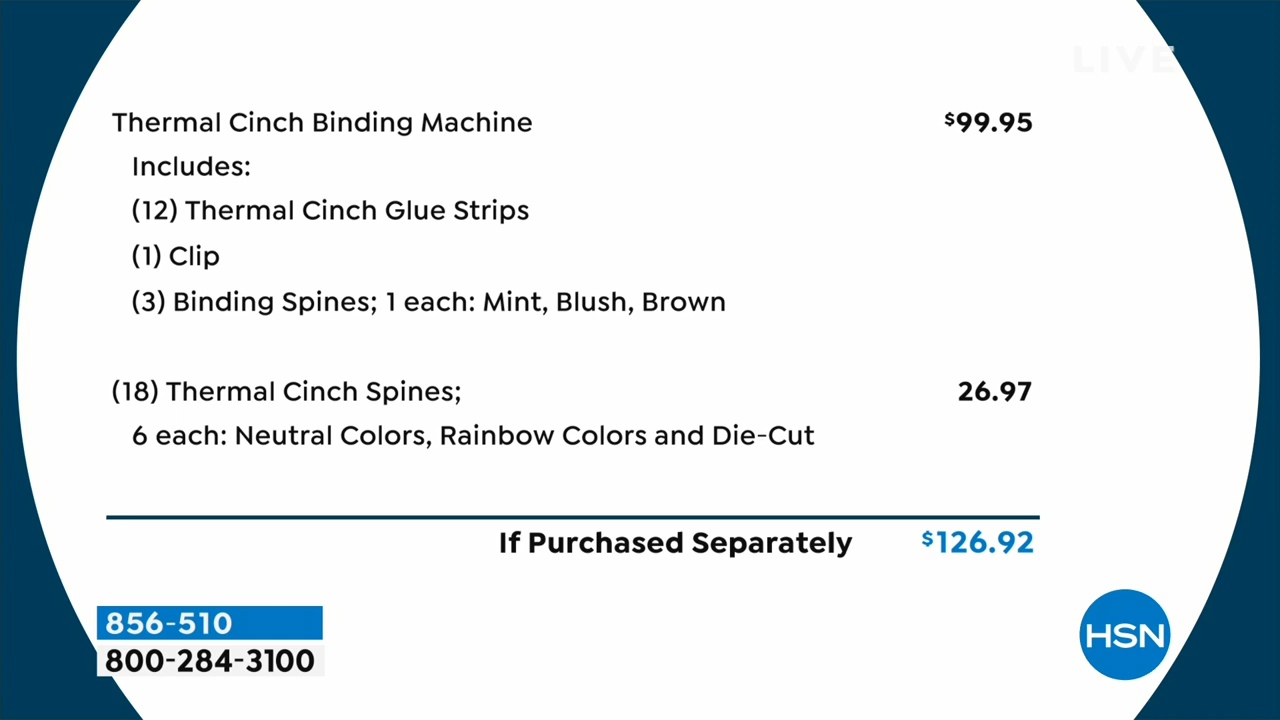 LIVE
Thermal Cinch Binding Machine $99.95
Includes:
(12) Thermal Cinch Glue Strips
(1) Clip
(3) Binding Spines; 1 each: Mint, Blush, Brown
(18) Thermal Cinch Spines; 26.97
6 each: Neutral Colors, Rainbow Colors and Die-Cut
If Purchased Separately $126.92
856-510
800-284-3100
HSN